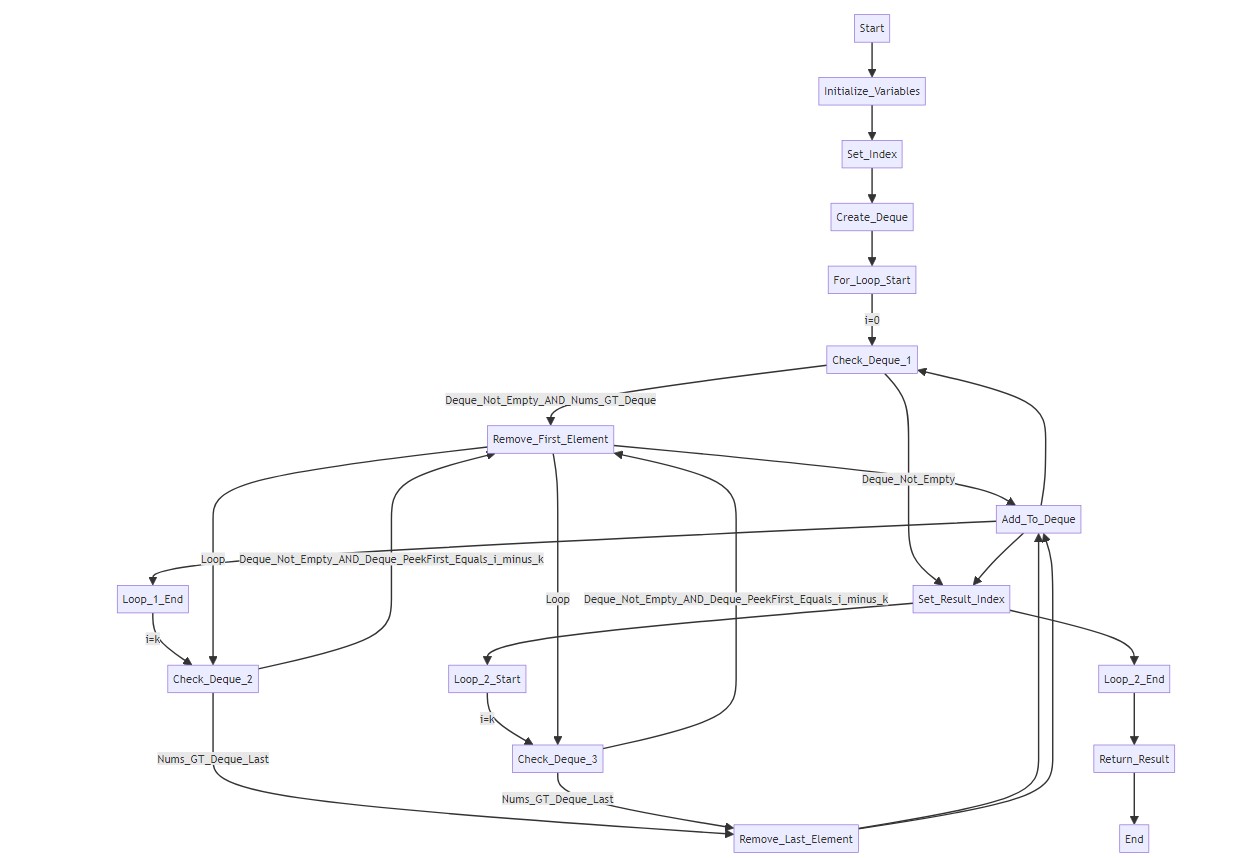 Start
Initialize_Variables
Set_Index
Create_Deque
For_Loop_Start
i=0
Check_Deque_1
Deque_Not_Empty_AND_Nums_GT_Deque
Remove_First_Element
Deque_Not_Empty
Add_To_Deque
Loop
Deque_Not_Empty_AND_Deque_PeekFirst_Equals_i_minus_k
Loop_1_End
Loop
Deque_Not_Empty_AND_Deque_PeekFirst_Equals_i_minus_k
Set_Result_Index
i=k
Check_Deque_2
Loop_2_Start
Loop_2_End
i=k
Nums_GT_Deque_Last
Check_Deque_3
Return_Result
Nums_GT_Deque_Last
Remove_Last_Element
End